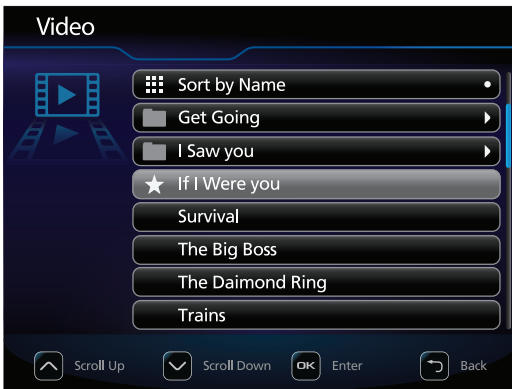 Video
Sort by Name
Get Going
I Saw you
If I Were you
Survival
The Big Boss
The Daimond Ring
Trains
Scroll Up Scroll Down OK Enter Back